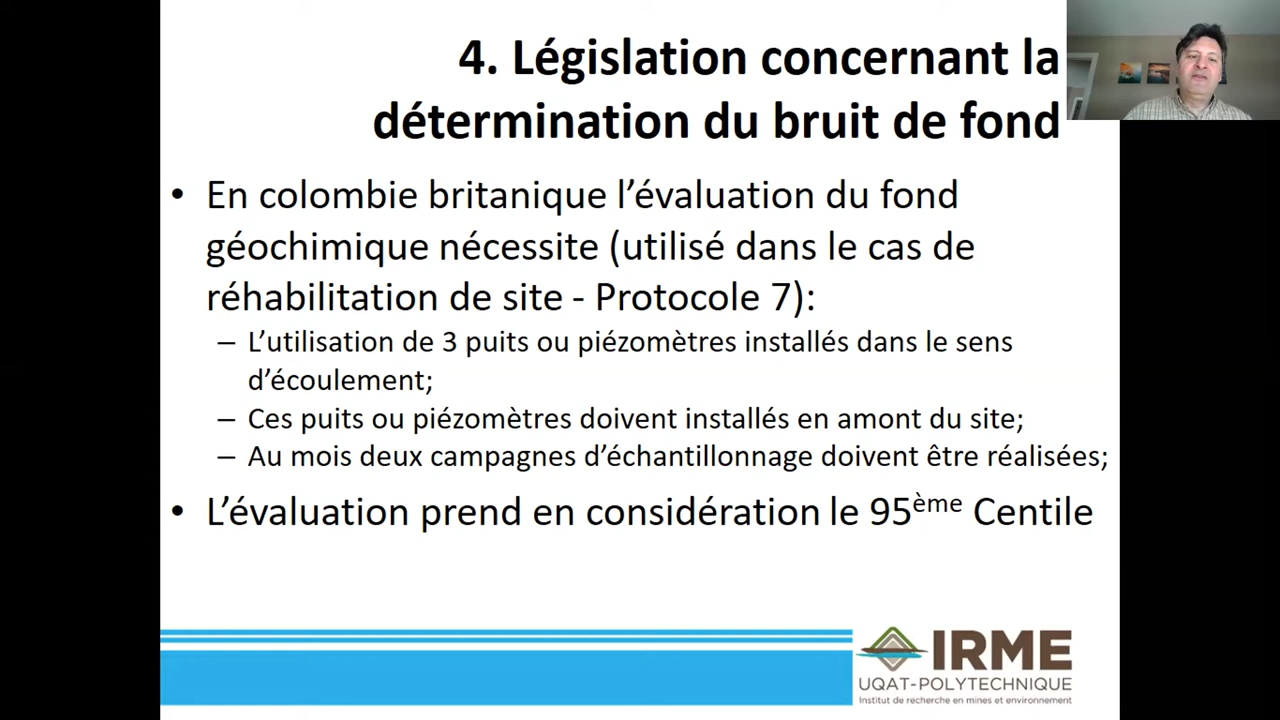 4. Législation concernant la
détermination du bruit de fond
• En colombie britanique l’évaluation du fond
géochimique nécessite (utilisé dans le cas de
réhabilitation de site - Protocole 7):
– L’utilisation de 3 puits ou piézomètres installés dans le sens
d’écoulement;
– Ces puits ou piézomètres doivent installés en amont du site;
– Au mois deux campagnes d’échantillonnage doivent être réalisées;
• L’évaluation prend en considération le 95ème Centile
IRME
UQAT-POLYTECHNIQUE
Institut de recherche en mines et environnement